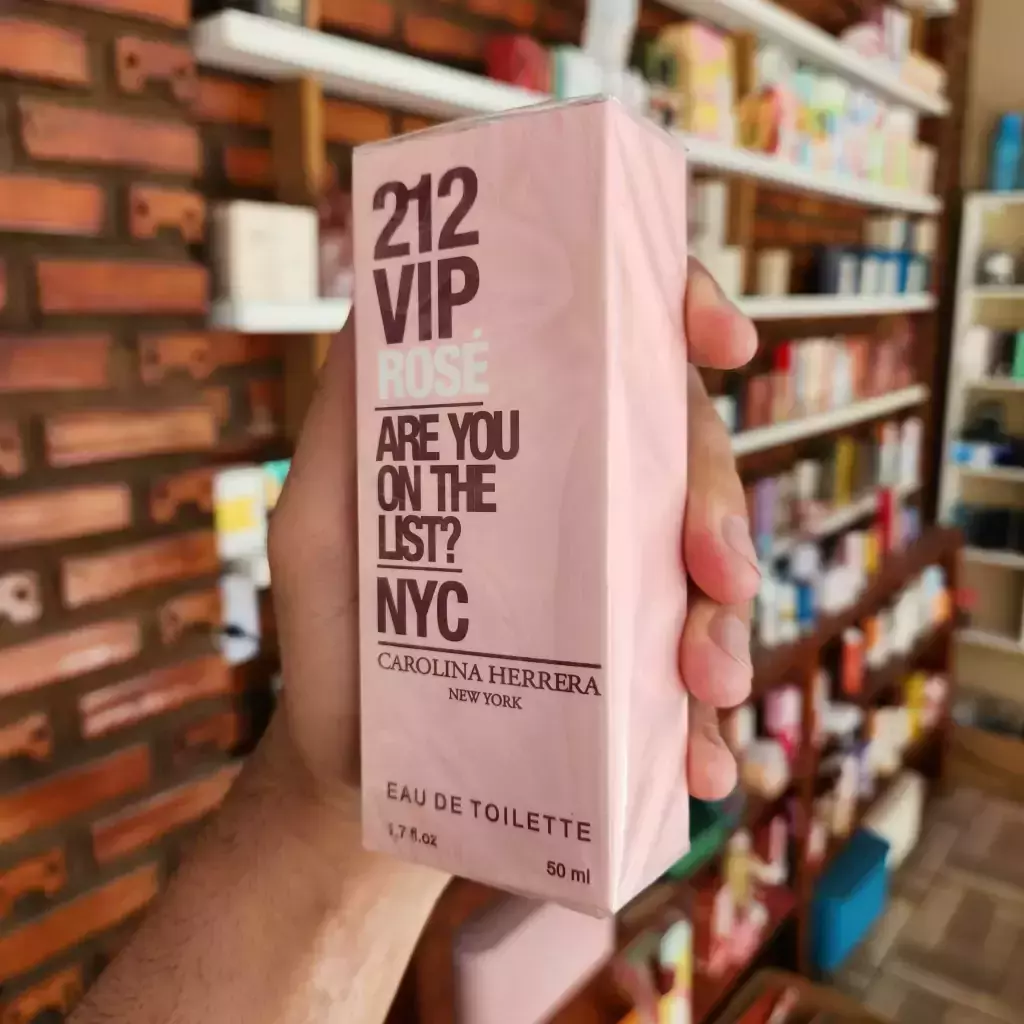 212
VIP
ROSÉ
ARE YOU
ON THE
LIST?
NYC
CAROLINA HERRERA
NEW YORK
EAU DE TOILETTE
1.7 fl.oz
50 ml